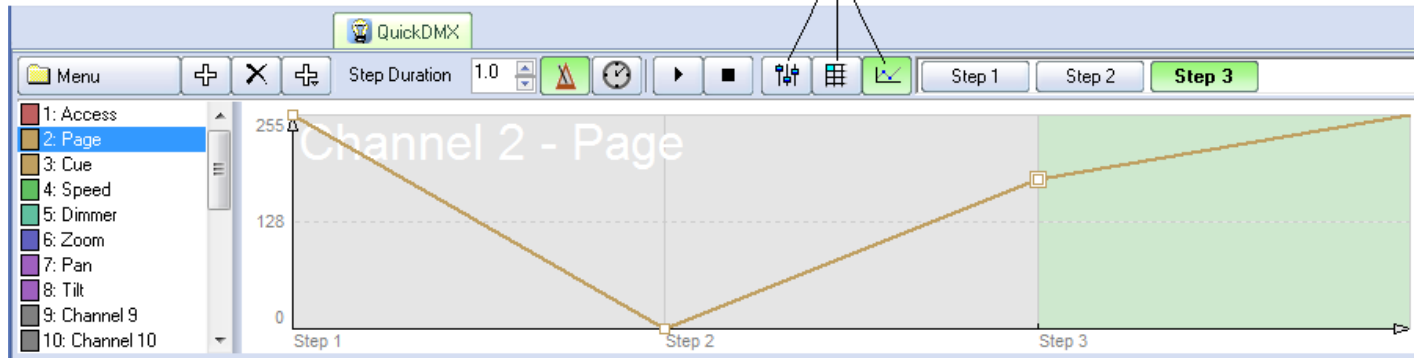 QuickDMX
Menu
Step Duration
1.0
Step 1
Step 2
Step 3
1: Access
2: Page
3: Cue
4: Speed
5: Dimmer
6: Zoom
7: Pan
8: Tilt
9: Channel 9
10: Channel 10
Channel 2 - Page
255
128
0
Step 1
Step 2
Step 3